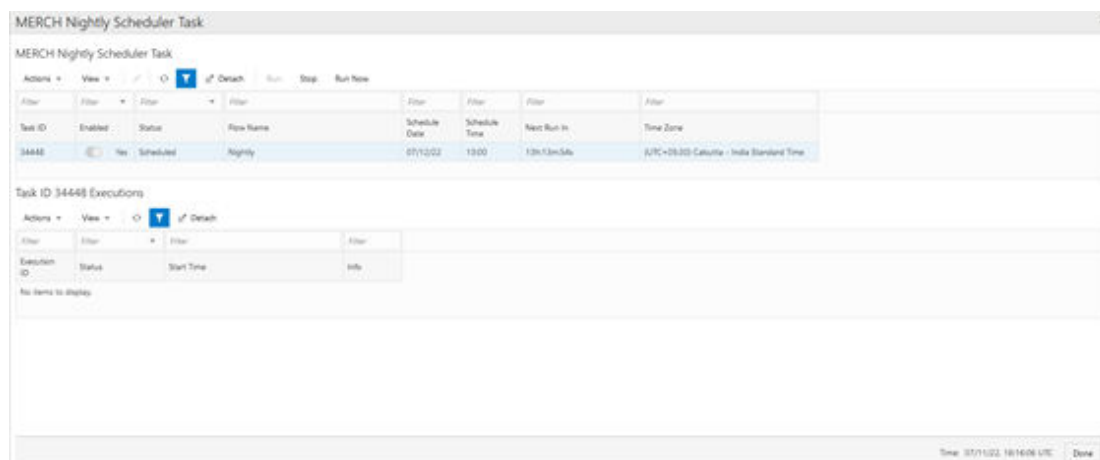 MERCH Nightly Scheduler Task
MERCH Nightly Scheduler Task
Actions View Detach Run Stop Run Now
Filter Filter Filter Filter Filter Filter Filter Filter
Task ID Enabled Status Flow Name Schedule Date Schedule Time Next Run In Time Zone
34448 Yes Scheduled Nightly 07/12/22 13:00 13h:13m:54s Calcutta - India Standard Time
Task ID 34448 Executions
Actions View Detach
Filter Filter Filter Filter
Execution ID Status Start Time Info
No items to display.
Time: 07/11/22, 18:16:06 UTC Done